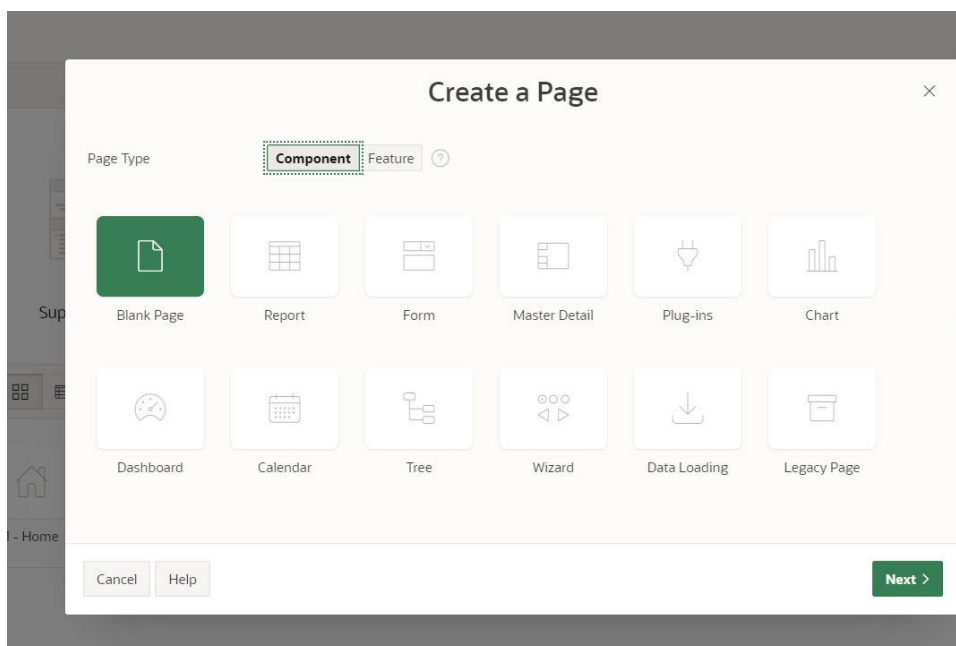 Create a Page
Page Type
Component Feature
Sup
Blank Page Report Form Master Detail Plug-ins Chart
Dashboard Calendar Tree Wizard Data Loading Legacy Page
- Home
Cancel Help Next